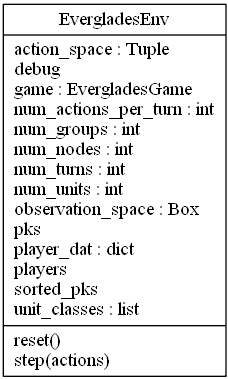 EvergladesEnv
action_space : Tuple
debug
game : EvergladesGame
num_actions_per_turn : int
num_groups : int
num_nodes : int
num_turns : int
num_units : int
observation_space : Box
pks
player_dat : dict
players
sorted_pks
unit_classes : list
reset()
step(actions)